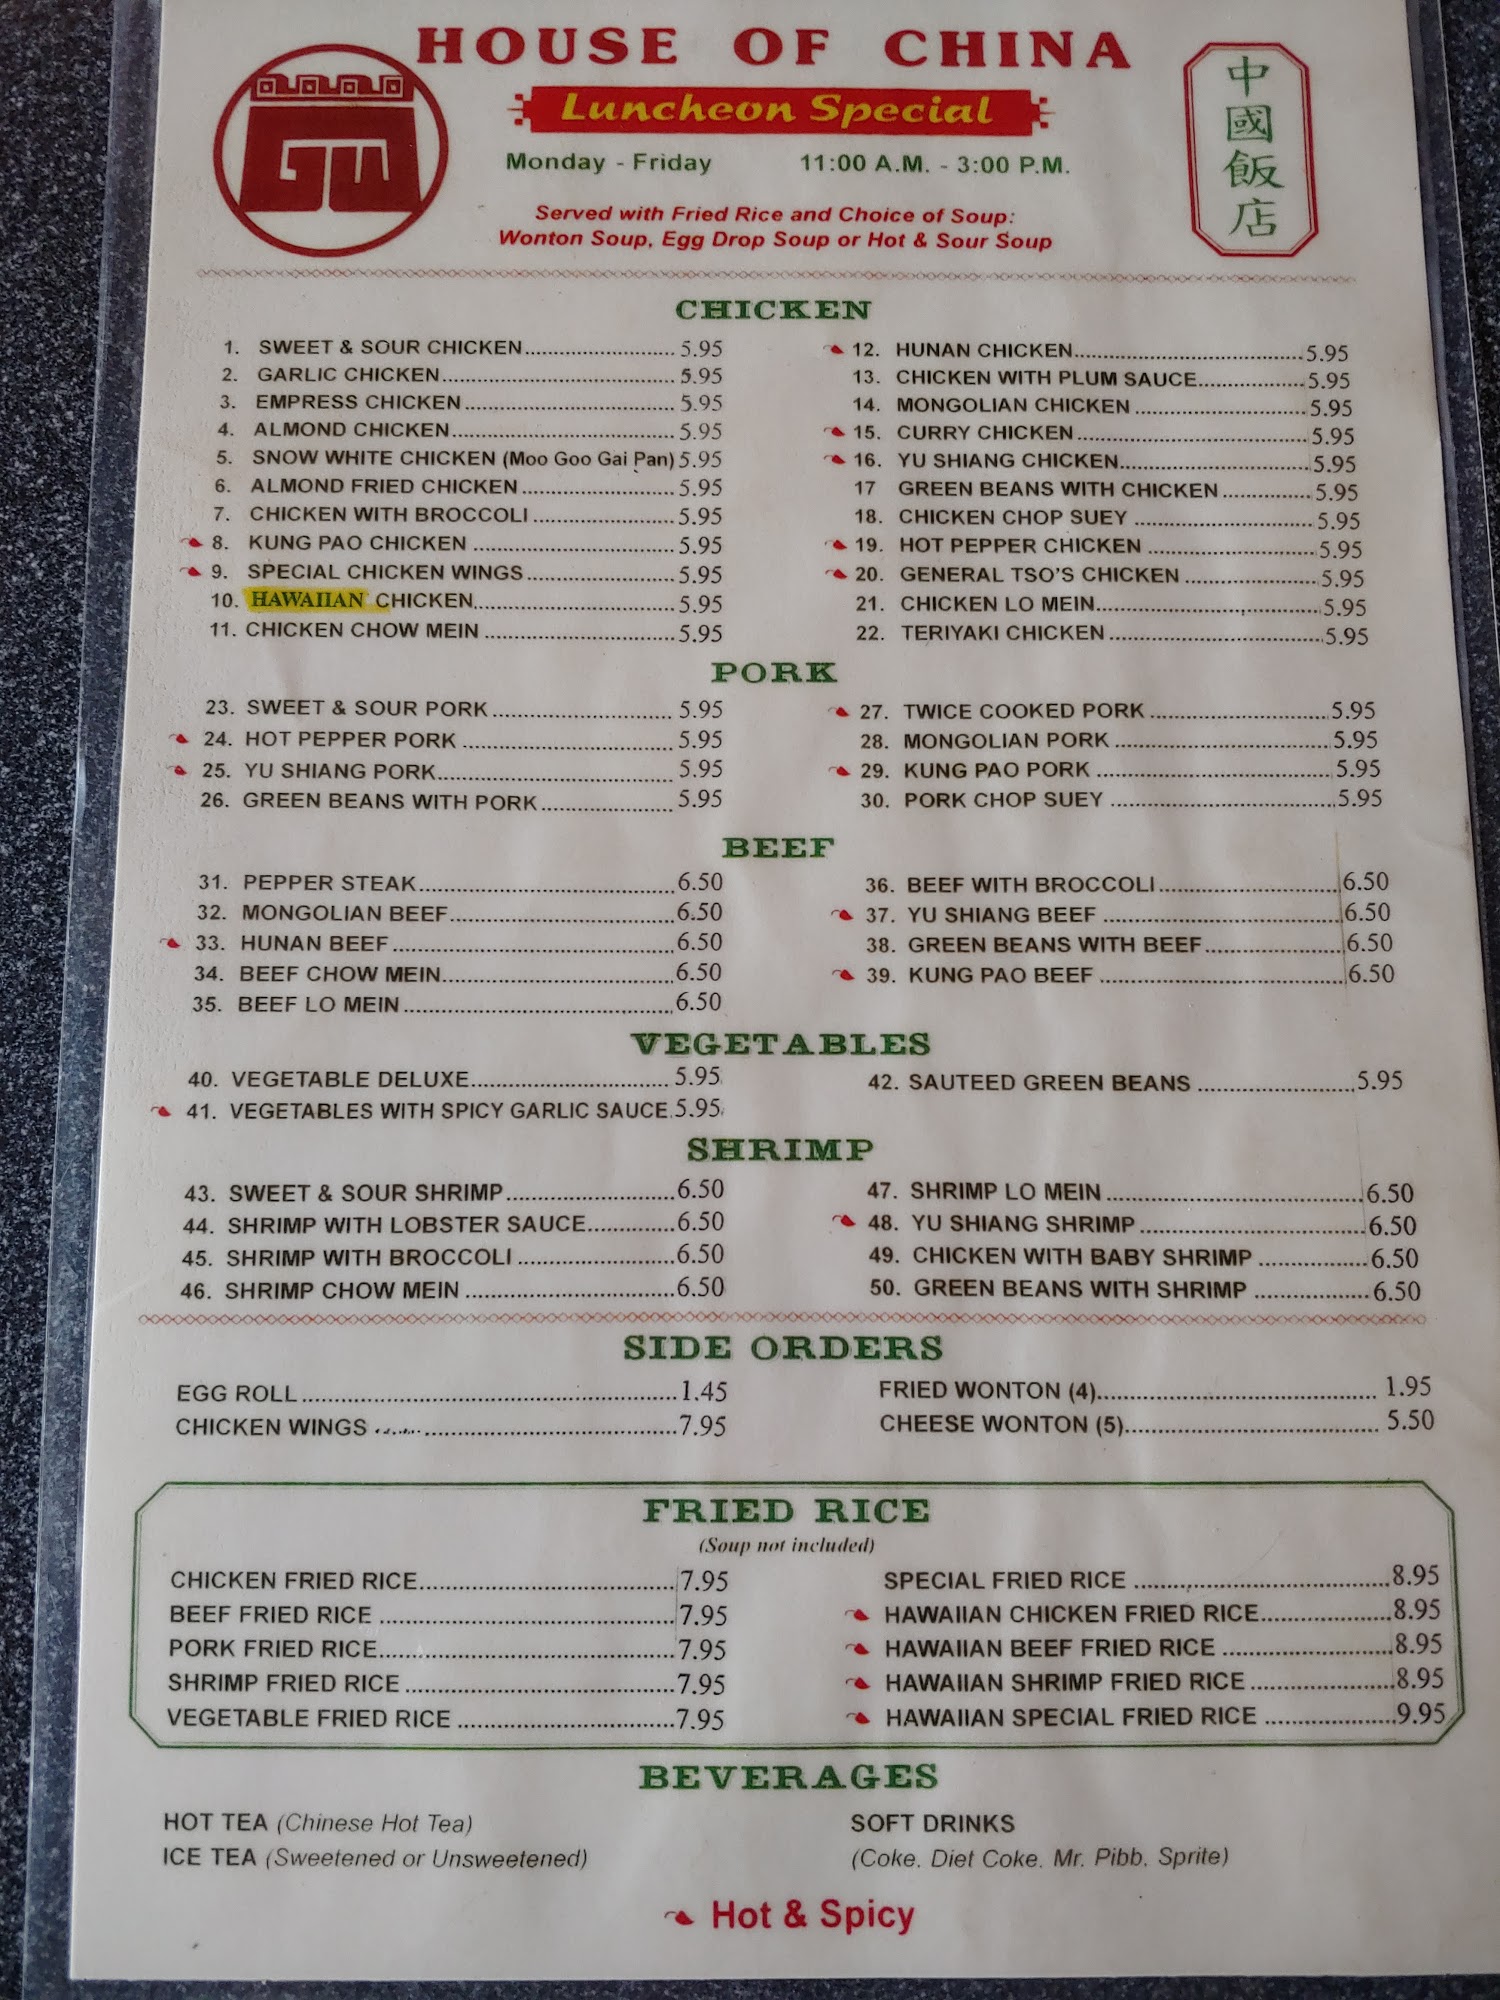 HOUSE OF CHINA
GW
Luncheon Special
Monday - Friday 11:00 A.M. - 3:00 P.M.
Served with Fried Rice and Choice of Soup:
Wonton Soup, Egg Drop Soup or Hot & Sour Soup
中
國
飯
店
CHICKEN
1. SWEET & SOUR CHICKEN 5.95
2. GARLIC CHICKEN 5.95
3. EMPRESS CHICKEN 5.95
4. ALMOND CHICKEN 5.95
5. SNOW WHITE CHICKEN (Moo Goo Gai Pan) 5.95
6. ALMOND FRIED CHICKEN 5.95
7. CHICKEN WITH BROCCOLI 5.95
8. KUNG PAO CHICKEN 5.95
9. SPECIAL CHICKEN WINGS 5.95
10. HAWAIIAN CHICKEN 5.95
11. CHICKEN CHOW MEIN 5.95
12. HUNAN CHICKEN 5.95
13. CHICKEN WITH PLUM SAUCE 5.95
14. MONGOLIAN CHICKEN 5.95
15. CURRY CHICKEN 5.95
16. YU SHIANG CHICKEN 5.95
17 GREEN BEANS WITH CHICKEN 5.95
18. CHICKEN CHOP SUEY 5.95
19. HOT PEPPER CHICKEN 5.95
20. GENERAL TSO'S CHICKEN 5.95
21. CHICKEN LO MEIN 5.95
22. TERIYAKI CHICKEN 5.95
PORK
23. SWEET & SOUR PORK 5.95
24. HOT PEPPER PORK 5.95
25. YU SHIANG PORK 5.95
26. GREEN BEANS WITH PORK 5.95
27. TWICE COOKED PORK 5.95
28. MONGOLIAN PORK 5.95
29. KUNG PAO PORK 5.95
30. PORK CHOP SUEY 5.95
BEEF
31. PEPPER STEAK 6.50
32. MONGOLIAN BEEF 6.50
33. HUNAN BEEF 6.50
34. BEEF CHOW MEIN 6.50
35. BEEF LO MEIN 6.50
36. BEEF WITH BROCCOLI 6.50
37. YU SHIANG BEEF 6.50
38. GREEN BEANS WITH BEEF 6.50
39. KUNG PAO BEEF 6.50
VEGETABLES
40. VEGETABLE DELUXE 5.95
41. VEGETABLES WITH SPICY GARLIC SAUCE 5.95
42. SAUTEED GREEN BEANS 5.95
SHRIMP
43. SWEET & SOUR SHRIMP 6.50
44. SHRIMP WITH LOBSTER SAUCE 6.50
45. SHRIMP WITH BROCCOLI 6.50
46. SHRIMP CHOW MEIN 6.50
47. SHRIMP LO MEIN 6.50
48. YU SHIANG SHRIMP 6.50
49. CHICKEN WITH BABY SHRIMP 6.50
50. GREEN BEANS WITH SHRIMP 6.50
SIDE ORDERS
EGG ROLL 1.45
CHICKEN WINGS 7.95
FRIED WONTON (4) 1.95
CHEESE WONTON (5) 5.50
FRIED RICE
(Soup not included)
CHICKEN FRIED RICE 7.95
BEEF FRIED RICE 7.95
PORK FRIED RICE 7.95
SHRIMP FRIED RICE 7.95
VEGETABLE FRIED RICE 7.95
SPECIAL FRIED RICE 8.95
HAWAIIAN CHICKEN FRIED RICE 8.95
HAWAIIAN BEEF FRIED RICE 8.95
HAWAIIAN SHRIMP FRIED RICE 8.95
HAWAIIAN SPECIAL FRIED RICE 9.95
BEVERAGES
HOT TEA (Chinese Hot Tea)
ICE TEA (Sweetened or Unsweetened)
SOFT DRINKS
(Coke. Diet Coke. Mr. Pibb. Sprite)
Hot & Spicy